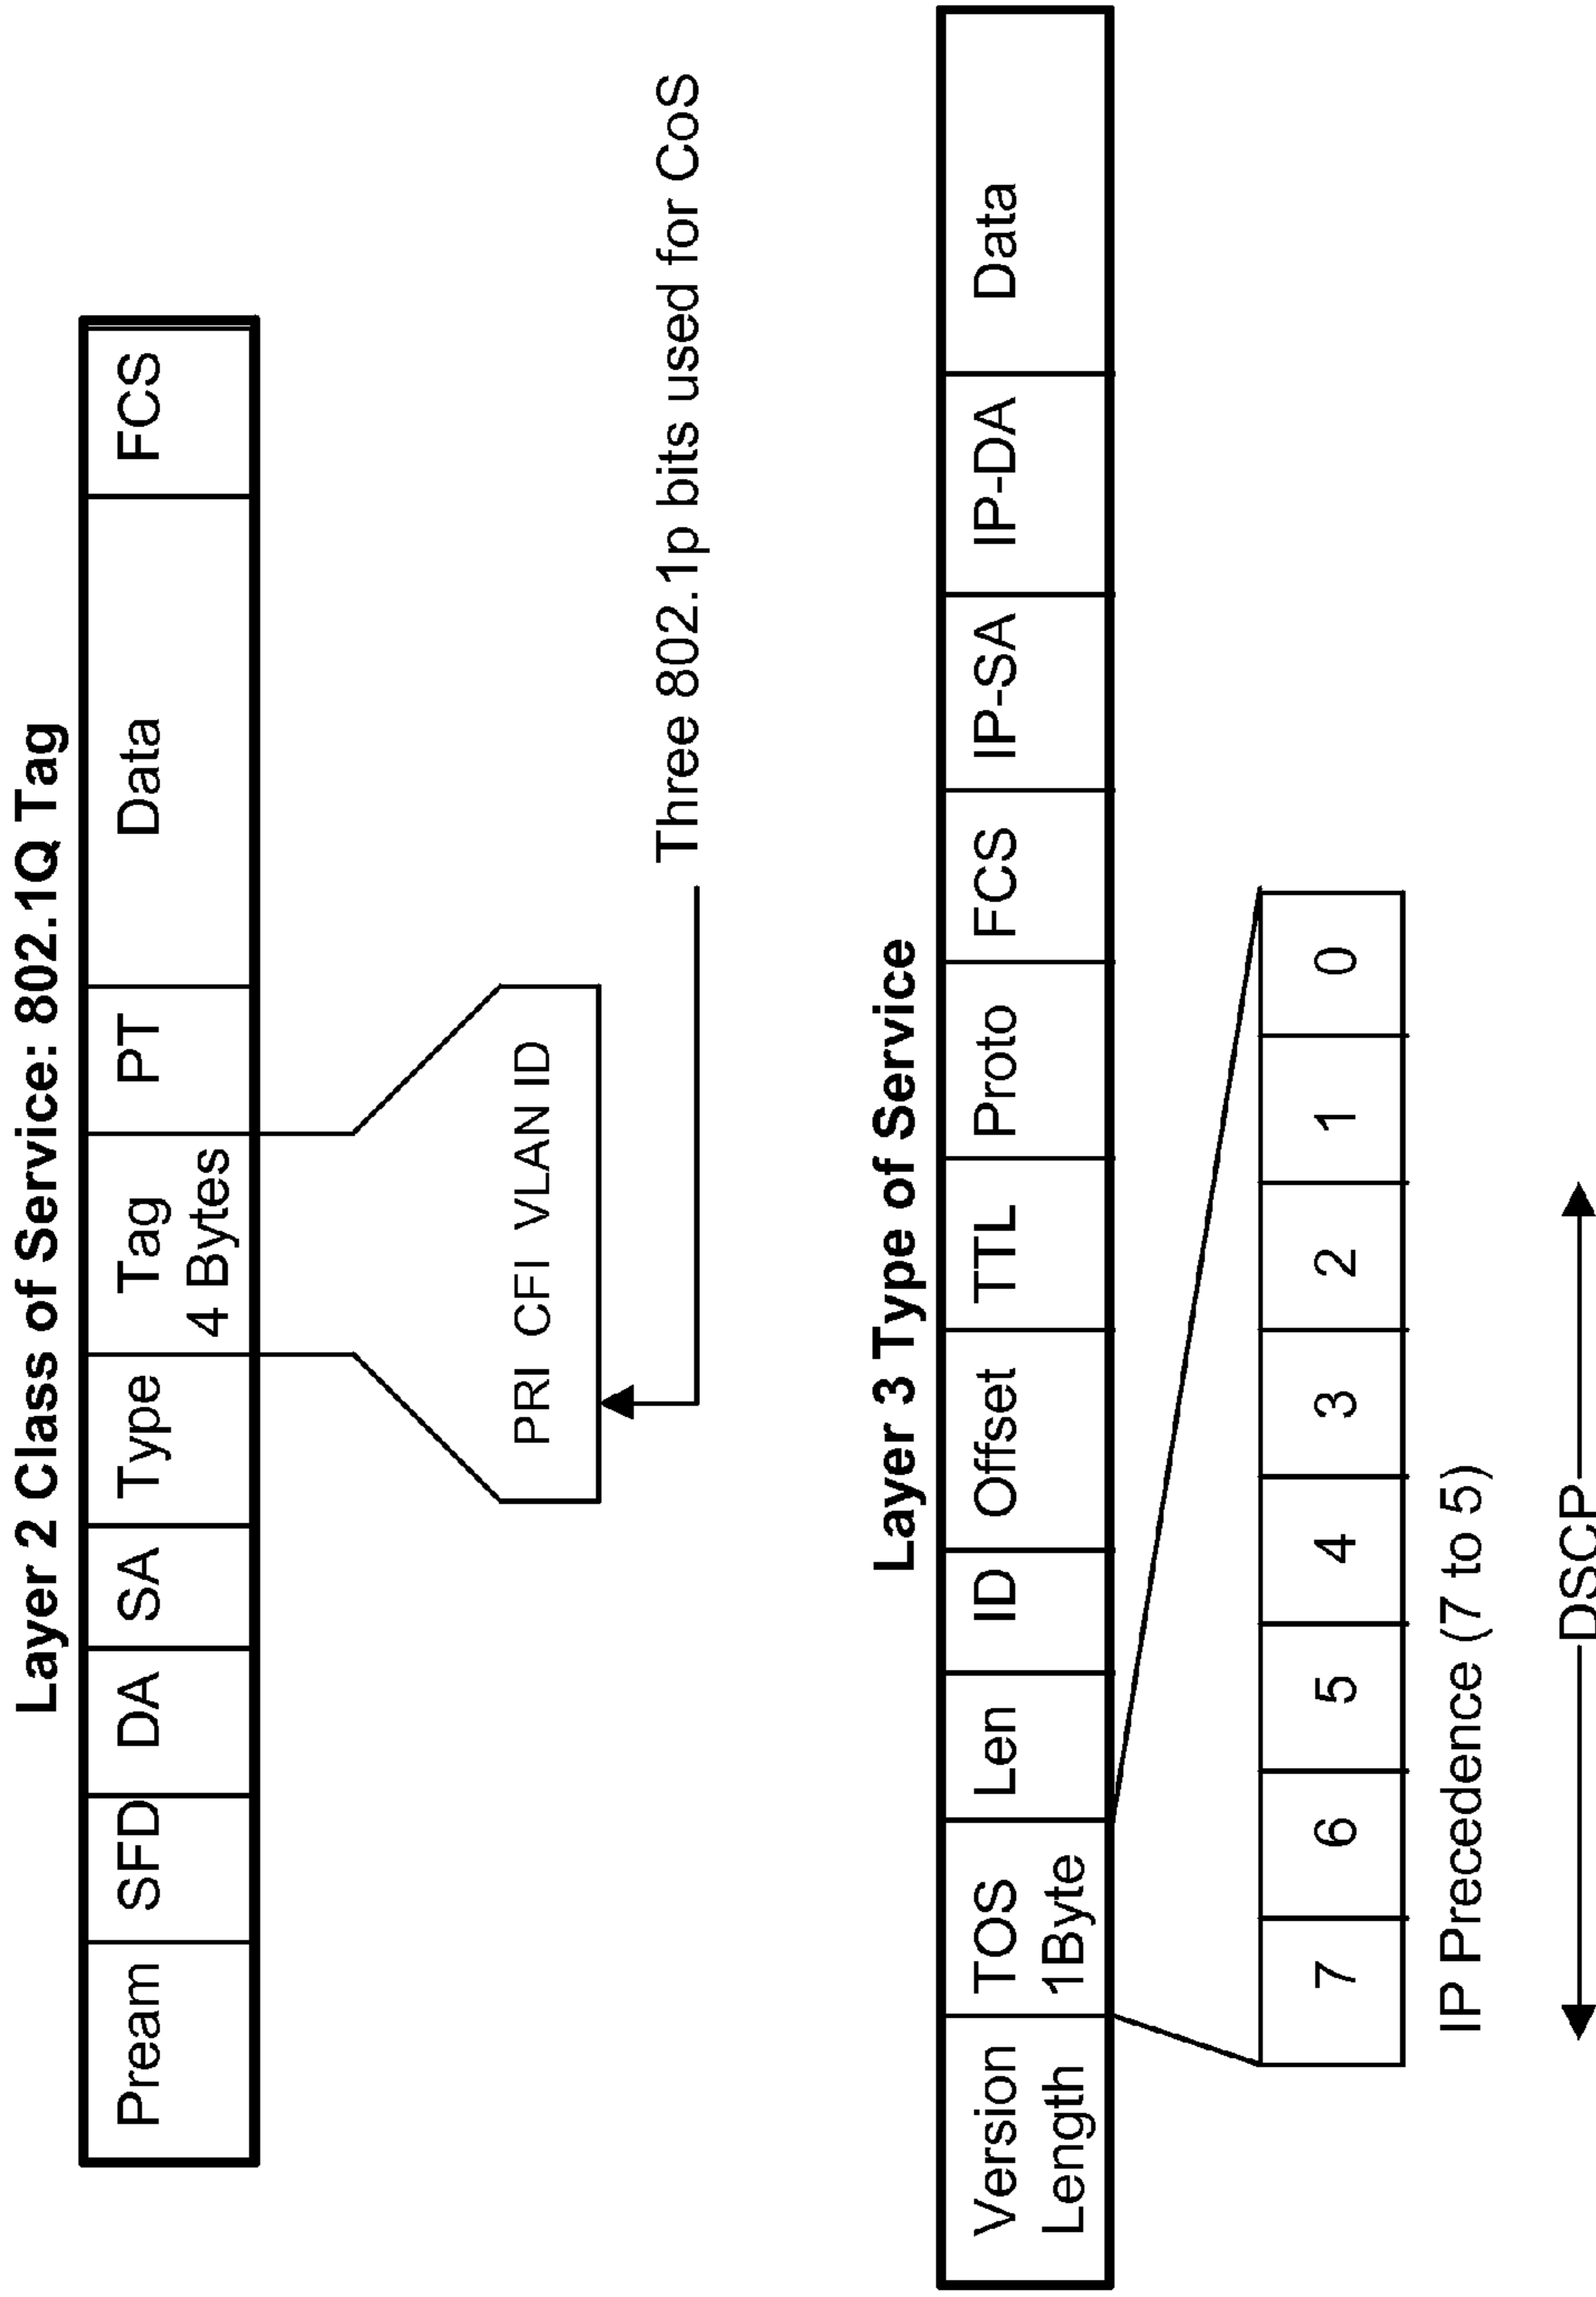 Layer 2 Class of Service: 802.1Q Tag
Pream SFD DA SA Type Tag PT Data FCS
4 Bytes
PRI CFI VLAN ID
Three 802.1p bits used for CoS
Layer 3 Type of Service
Version TOS Len ID Offset TTL Proto FCS IP-SA IP-DA Data
Length 1Byte
7 6 5 4 3 2 1 0
IP Precedence (7 to 5)
DSCP